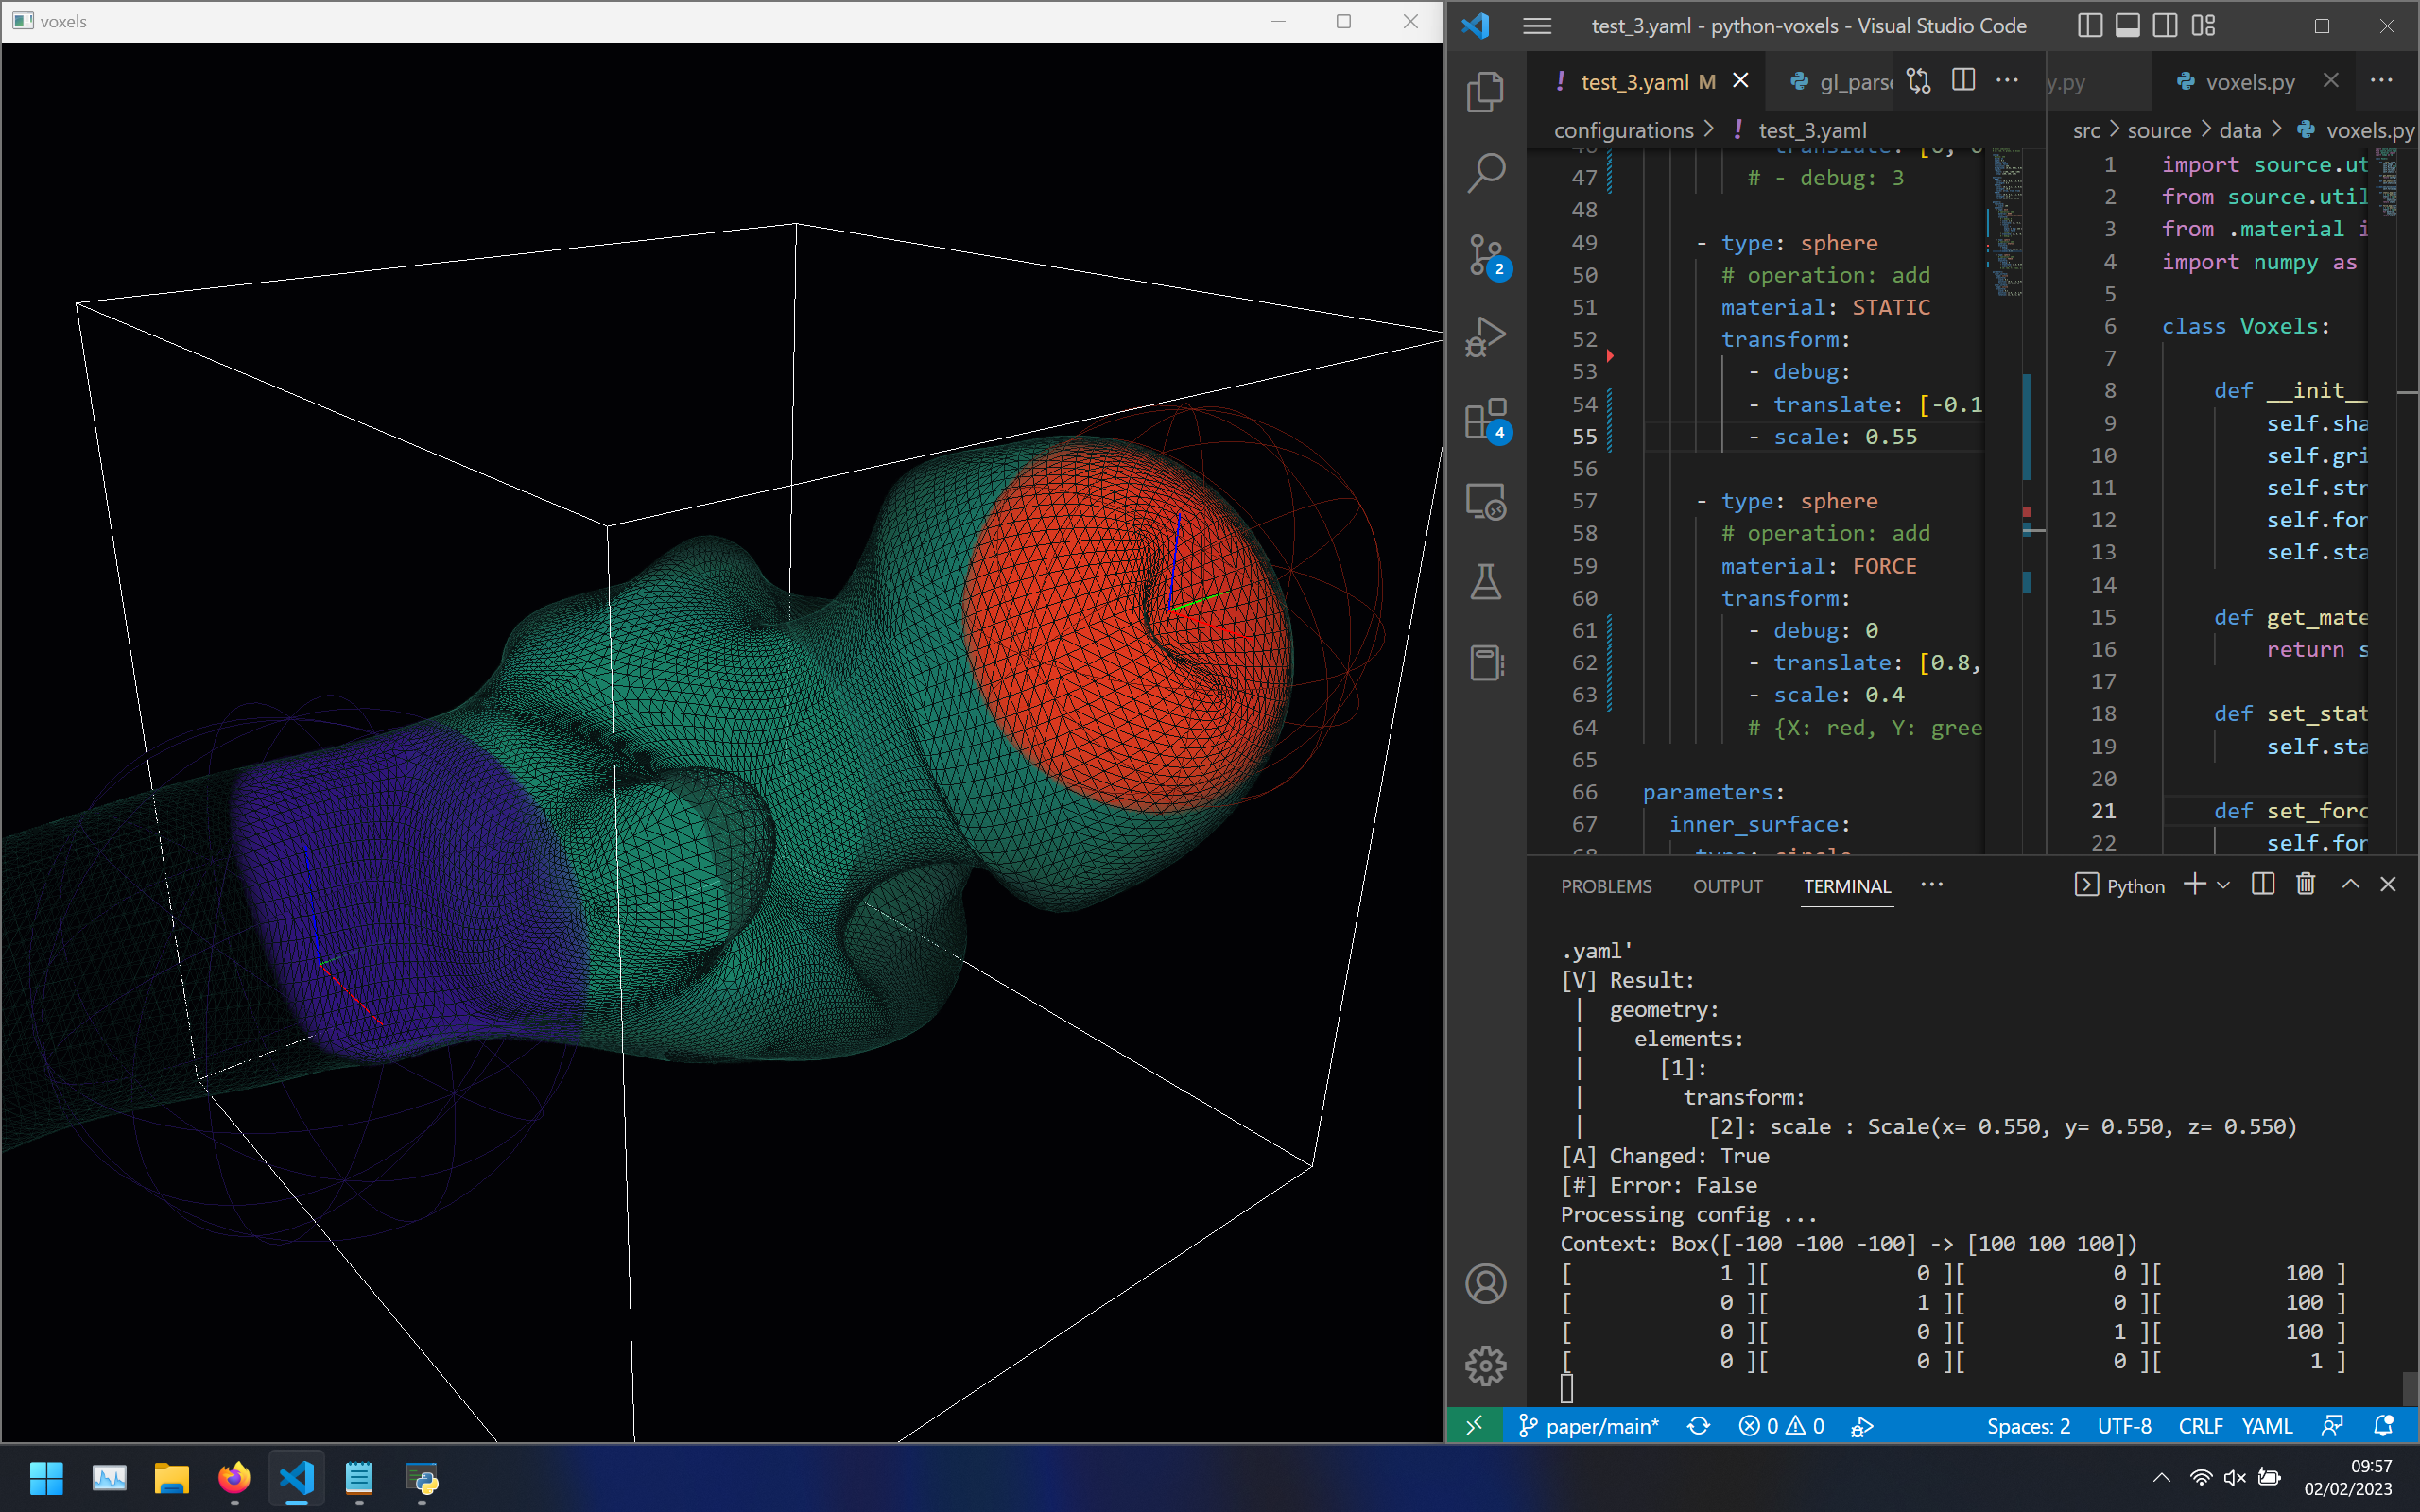 voxels
test_3.yaml - python-voxels - Visual Studio Code
! test_3.yaml M
gl_parse
y.py
voxels.py
configurations > ! test_3.yaml
47 # - debug: 3
48
49 - type: sphere
50 # operation: add
51 material: STATIC
52 transform:
53 - debug:
54 - translate: [-0.1
55 - scale: 0.55
56
57 - type: sphere
58 # operation: add
59 material: FORCE
60 transform:
61 - debug: 0
62 - translate: [0.8,
63 - scale: 0.4
64 # {X: red, Y: gree
65
66 parameters:
67 inner_surface:
src > source > data > voxels.py
1 import source.ut
2 from source.util
3 from .material i
4 import numpy as
5
6 class Voxels:
7
8 def __init__
9 self.sha
10 self.gri
11 self.str
12 self.for
13 self.sta
14
15 def get_mate
16 return s
17
18 def set_stat
19 self.sta
20
21 def set_forc
22 self.for
2
4
PROBLEMS OUTPUT TERMINAL ···
Python
.yaml'
[V] Result:
| geometry:
| elements:
| [1]:
| transform:
| [2]: scale : Scale(x= 0.550, y= 0.550, z= 0.550)
[A] Changed: True
[#] Error: False
Processing config ...
Context: Box([-100 -100 -100] -> [100 100 100])
[ 1 ][ 0 ][ 0 ][ 100 ]
[ 0 ][ 1 ][ 0 ][ 100 ]
[ 0 ][ 0 ][ 1 ][ 100 ]
[ 0 ][ 0 ][ 0 ][ 1 ]
paper/main* 0 0 Spaces: 2 UTF-8 CRLF YAML
09:57
02/02/2023